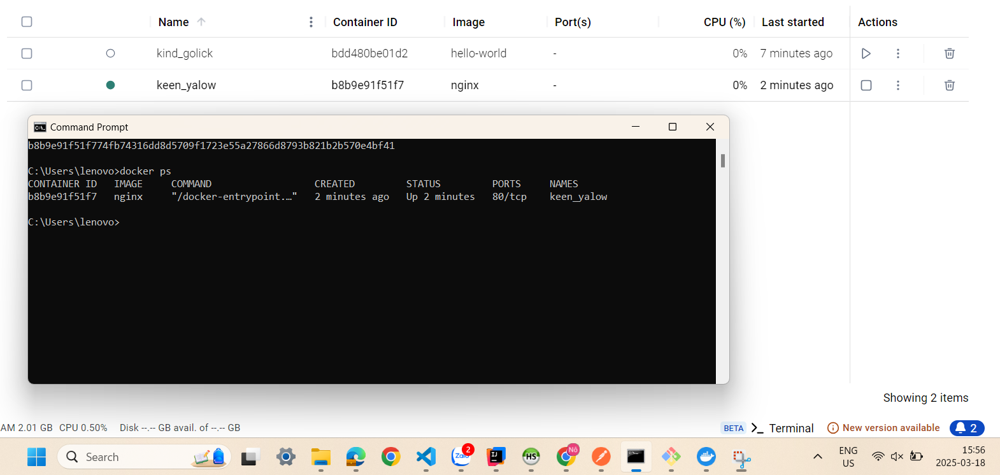 Name Container ID Image Port(s) CPU (%) Last started Actions
kind_golick bdd480be01d2 hello-world - 0% 7 minutes ago
keen_yalow b8b9e91f51f7 nginx - 0% 2 minutes ago
Command Prompt
b8b9e91f51f774fb74316dd8d5709f1723e55a27866d8793b821b2b570e4bf41
C:\Users\lenovo>docker ps
CONTAINER ID IMAGE COMMAND CREATED STATUS PORTS NAMES
b8b9e91f51f7 nginx "/docker-entrypoint.…" 2 minutes ago Up 2 minutes 80/tcp keen_yalow
C:\Users\lenovo>
Showing 2 items
AM 2.01 GB CPU 0.50% Disk --.-- GB avail. of --.-- GB BETA Terminal New version available 2
Search Zalo 2 IJ HS Nô ENG 15:56
US 2025-03-18